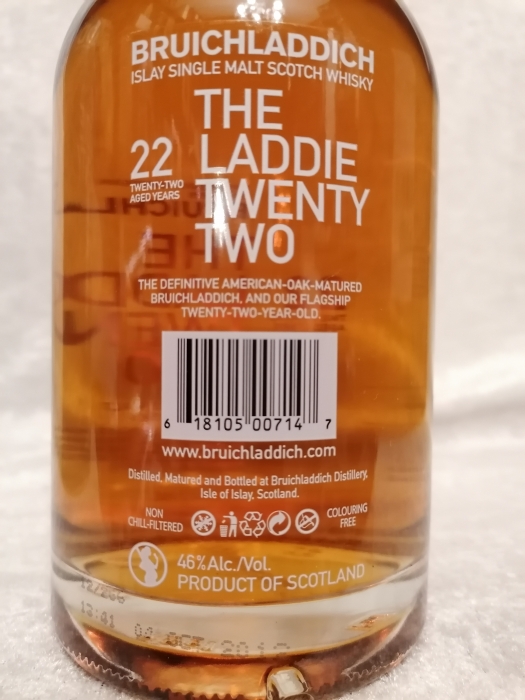 BRUICHLADDICH
ISLAY SINGLE MALT SCOTCH WHISKY
THE
LADDIE
TWENTY
TWO
22
TWENTY-TWO
AGED YEARS
THE DEFINITIVE AMERICAN-OAK-MATURED
BRUICHLADDICH, AND OUR FLAGSHIP
TWENTY-TWO-YEAR-OLD.
6 18105 00714 7
www.bruichladdich.com
Distilled, Matured and Bottled at Bruichladdich Distillery,
Isle of Islay, Scotland.
NON
CHILL-FILTERED
COLOURING
FREE
46%Alc./Vol.
PRODUCT OF SCOTLAND
04 OCT